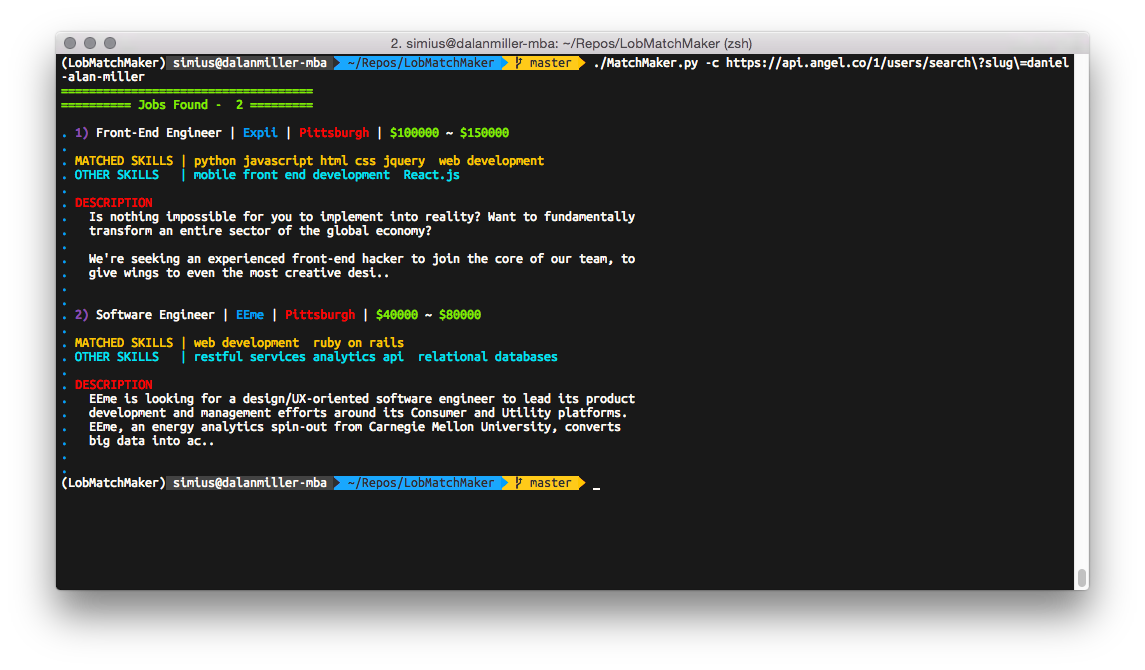 2. simius@dalanmiller-mba: ~/Repos/LobMatchMaker (zsh)
(LobMatchMaker) simius@dalanmiller-mba ~/Repos/LobMatchMaker master ./MatchMaker.py -c https://api.angel.co/1/users/search\?slug\=daniel
-alan-miller
====================================
========== Jobs Found -  2 =========
. 1) Front-End Engineer | Expii | Pittsburgh | $100000 ~ $150000
.
. MATCHED SKILLS | python javascript html css jquery  web development
. OTHER SKILLS   | mobile front end development  React.js
.
. DESCRIPTION
.   Is nothing impossible for you to implement into reality? Want to fundamentally
.   transform an entire sector of the global economy?
.
.   We're seeking an experienced front-end hacker to join the core of our team, to
.   give wings to even the most creative desi..
.
.
. 2) Software Engineer | EEme | Pittsburgh | $40000 ~ $80000
.
. MATCHED SKILLS | web development  ruby on rails
. OTHER SKILLS   | restful services analytics api  relational databases
.
. DESCRIPTION
.   EEme is looking for a design/UX-oriented software engineer to lead its product
.   development and management efforts around its Consumer and Utility platforms.
.   EEme, an energy analytics spin-out from Carnegie Mellon University, converts
.   big data into ac..
.
.
(LobMatchMaker) simius@dalanmiller-mba ~/Repos/LobMatchMaker master _